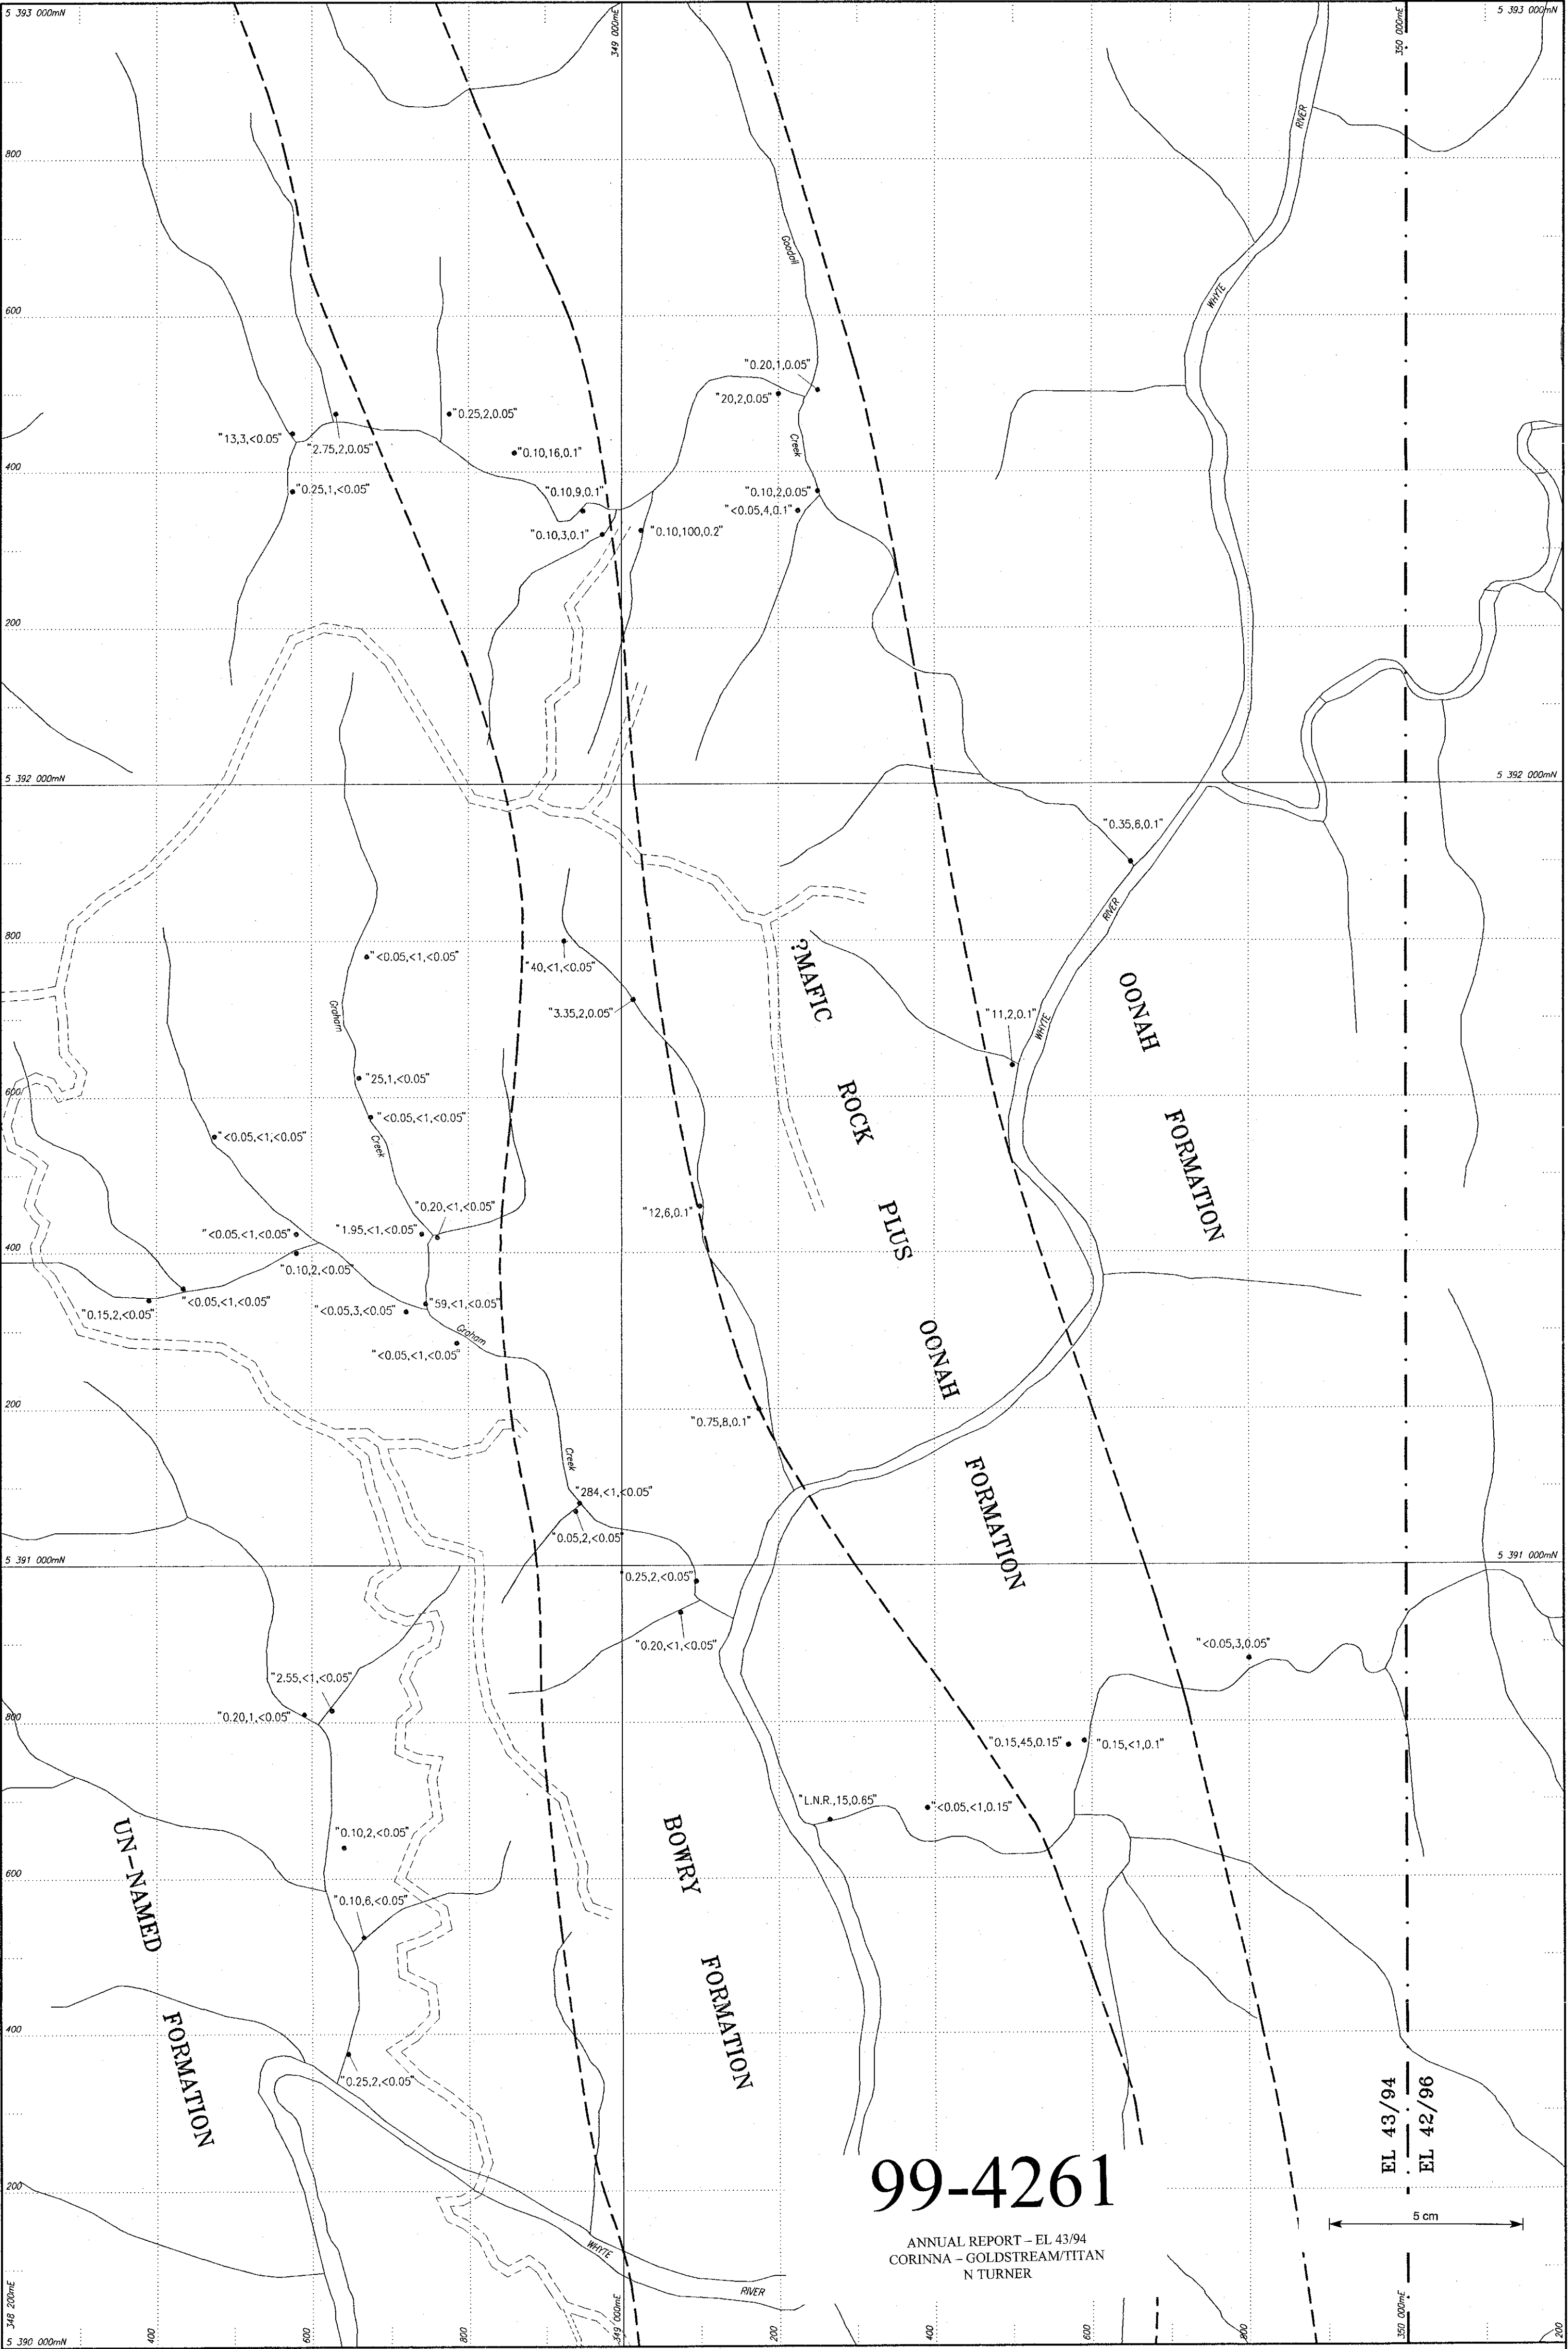 5 393 000mN
349 000mE
350 000mE
5 393 000mN
RIVER
800
Goodall
WHYTE
600
"0.20,1,0.05"
"20,2,0.05"
"0.25,2,0.05"
"13,3,<0.05"
"2.75,2,0.05"
Creek
"0.10,16,0.1"
400
"0.25,1,<0.05"
"0.10,9,0.1"
"0.10,2,0.05"
"<0.05,4,0.1"
"0.10,3,0.1"
"0.10,100,0.2"
200
5 392 000mN
5 392 000mN
"0.35,6,0.1"
RIVER
800
"<0.05,<1,<0.05"
"40,<1,<0.05"
?MAFIC
OONAH
Graham
"3.35,2,0.05"
"11,2,0.1"
WHYTE
"25,1,<0.05"
600
ROCK
"<0.05,<1,<0.05"
FORMATION
"<0.05,<1,<0.05"
Creek
"0.20,<1,<0.05"
"12,6,0.1"
PLUS
"<0.05,<1,<0.05"
"1.95,<1,<0.05"
400
"0.10,2,<0.05"
"<0.05,<1,<0.05"
"0.15,2,<0.05"
"<0.05,3,<0.05"
"59,<1,<0.05"
Graham
"<0.05,<1,<0.05"
OONAH
200
"0.75,8,0.1"
Creek
"284,<1,<0.05"
FORMATION
"0.05,2,<0.05"
5 391 000mN
5 391 000mN
"0.25,2,<0.05"
"0.20,<1,<0.05"
"<0.05,3,0.05"
"2.55,<1,<0.05"
"0.20,1,<0.05"
800
"0.15,45,0.15"
"0.15,<1,0.1"
"L.N.R.,15,0.65"
"<0.05,<1,0.15"
UN-NAMED
BOWRY
"0.10,2,<0.05"
600
"0.10,6,<0.05"
FORMATION
FORMATION
400
"0.25,2,<0.05"
EL 43/94
EL 42/96
99-4261
200
5 cm
ANNUAL REPORT – EL 43/94
CORINNA – GOLDSTREAM/TITAN
N TURNER
WHYTE
RIVER
348 200mE
5 390 000mN
400
600
800
349 000mE
200
400
600
800
350 000mE
200